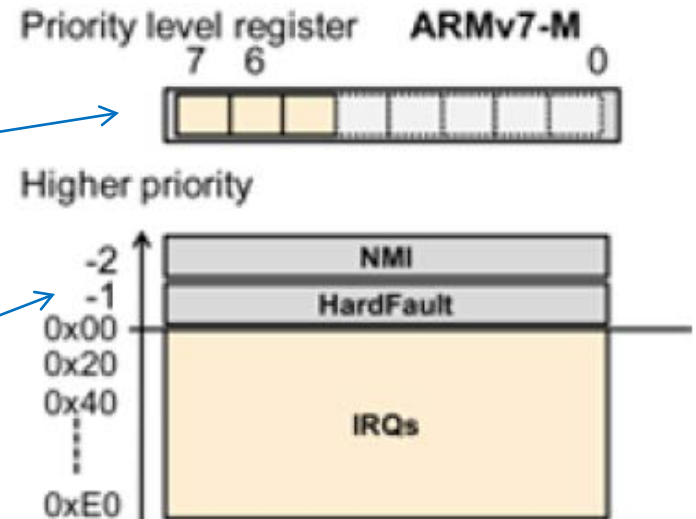 Priority level register ARMv7-M
7 6 0
Higher priority
-2 NMI
-1 HardFault
0x00
0x20
0x40
IRQs
0xE0